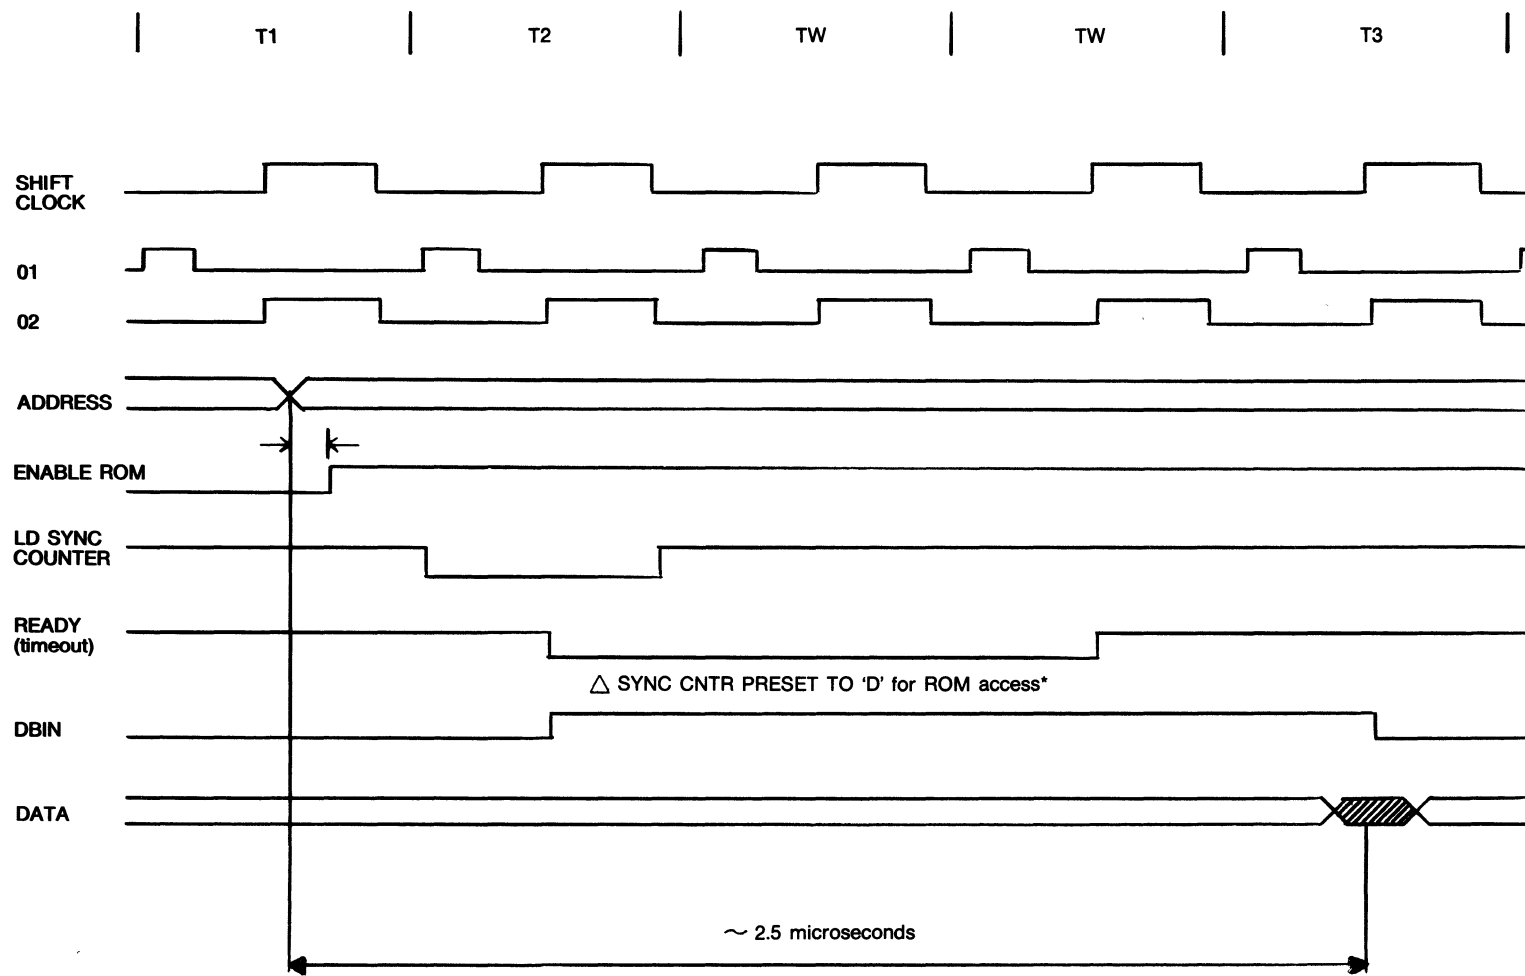 T1 T2 TW TW T3
SHIFT
CLOCK
01
02
ADDRESS
ENABLE ROM
LD SYNC
COUNTER
READY
(timeout)
△ SYNC CNTR PRESET TO 'D' for ROM access*
DBIN
DATA
~ 2.5 microseconds